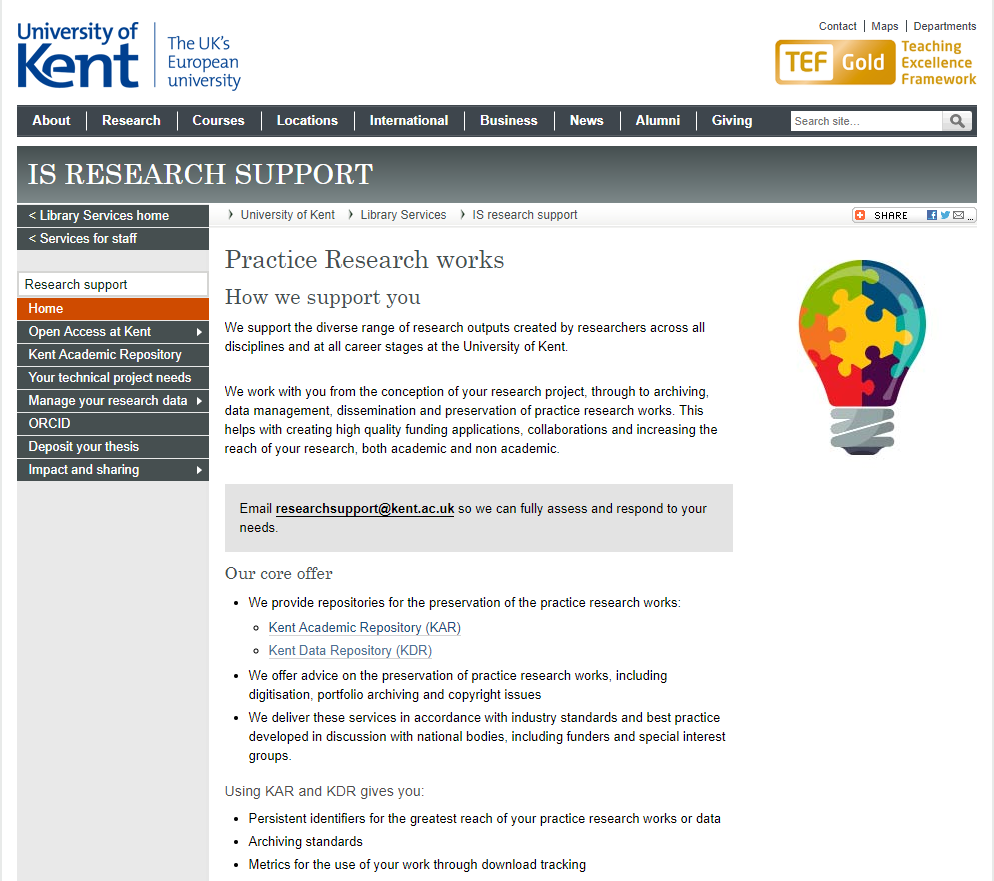 University of
Kent
The UK's
European
university
Contact | Maps | Departments
TEF Gold
Teaching
Excellence
Framework
About | Research | Courses | Locations | International | Business | News | Alumni | Giving
Search site...
IS RESEARCH SUPPORT
< Library Services home
< Services for staff
Research support
Home
Open Access at Kent
Kent Academic Repository
Your technical project needs
Manage your research data
ORCID
Deposit your thesis
Impact and sharing
University of Kent › Library Services › IS research support
SHARE
Practice Research works
How we support you
We support the diverse range of research outputs created by researchers across all
disciplines and at all career stages at the University of Kent.
We work with you from the conception of your research project, through to archiving,
data management, dissemination and preservation of practice research works. This
helps with creating high quality funding applications, collaborations and increasing the
reach of your research, both academic and non academic.
Email researchsupport@kent.ac.uk so we can fully assess and respond to your
needs.
Our core offer
• We provide repositories for the preservation of the practice research works:
◦ Kent Academic Repository (KAR)
◦ Kent Data Repository (KDR)
• We offer advice on the preservation of practice research works, including
digitisation, portfolio archiving and copyright issues
• We deliver these services in accordance with industry standards and best practice
developed in discussion with national bodies, including funders and special interest
groups.
Using KAR and KDR gives you:
• Persistent identifiers for the greatest reach of your practice research works or data
• Archiving standards
• Metrics for the use of your work through download tracking